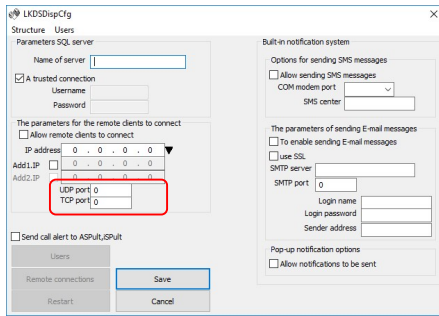 LKDSDispCfg
Structure Users
Parameters SQL server
Name of server
A trusted connection
Username
Password
The parameters for the remote clients to connect
Allow remote clients to connect
IP address 0 . 0 . 0 . 0
Add1.IP 0 . 0 . 0 . 0
Add2.IP 0 . 0 . 0 . 0
UDP port 0
TCP port 0
Send call alert to ASPult,iSPult
Users
Remote connections
Save
Restart
Cancel
Built-in notification system
Options for sending SMS messages
Allow sending SMS messages
COM modem port
SMS center
The parameters of sending E-mail messages
To enable sending E-mail messages
use SSL
SMTP server
SMTP port 0
Login name
Login password
Sender address
Pop-up notification options
Allow notifications to be sent